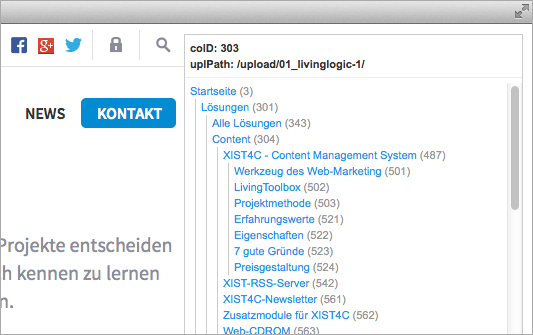 NEWS
KONTAKT
Projekte entscheiden
h kennen zu lernen
n.
coID: 303
uplPath: /upload/01_livinglogic-1/
Startseite (3)
Lösungen (301)
Alle Lösungen (343)
Content (304)
XIST4C - Content Management System (487)
Werkzeug des Web-Marketing (501)
LivingToolbox (502)
Projektmethode (503)
Erfahrungswerte (521)
Eigenschaften (522)
7 gute Gründe (523)
Preisgestaltung (524)
XIST-RSS-Server (542)
XIST4C-Newsletter (561)
Zusatzmodule für XIST4C (562)
Web-CDROM (563)